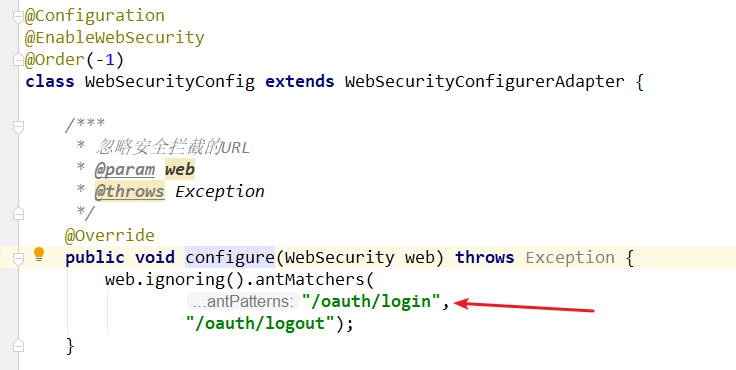 @Configuration
@EnableWebSecurity
@Order(-1)
class WebSecurityConfig extends WebSecurityConfigurerAdapter {
/***
* 忽略安全拦截的URL
* @param web
* @throws Exception
*/
@Override
public void configure(WebSecurity web) throws Exception {
web.ignoring().antMatchers(
...antPatterns: "/oauth/login",
"/oauth/logout");
}